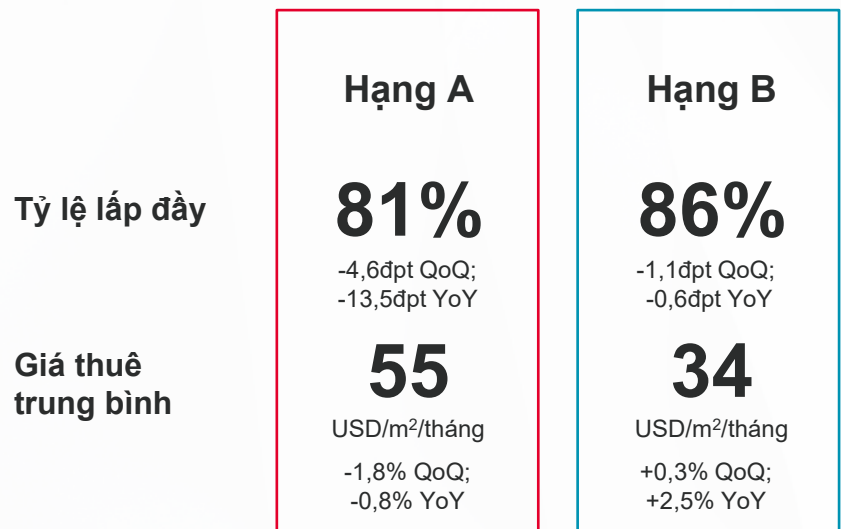 Hạng A
Hạng B
Tỷ lệ lấp đầy
81%
86%
-4,6đpt QoQ;
-13,5đpt YoY
-1,1đpt QoQ;
-0,6đpt YoY
Giá thuê
trung bình
55
34
USD/m²/tháng
USD/m²/tháng
-1,8% QoQ;
-0,8% YoY
+0,3% QoQ;
+2,5% YoY